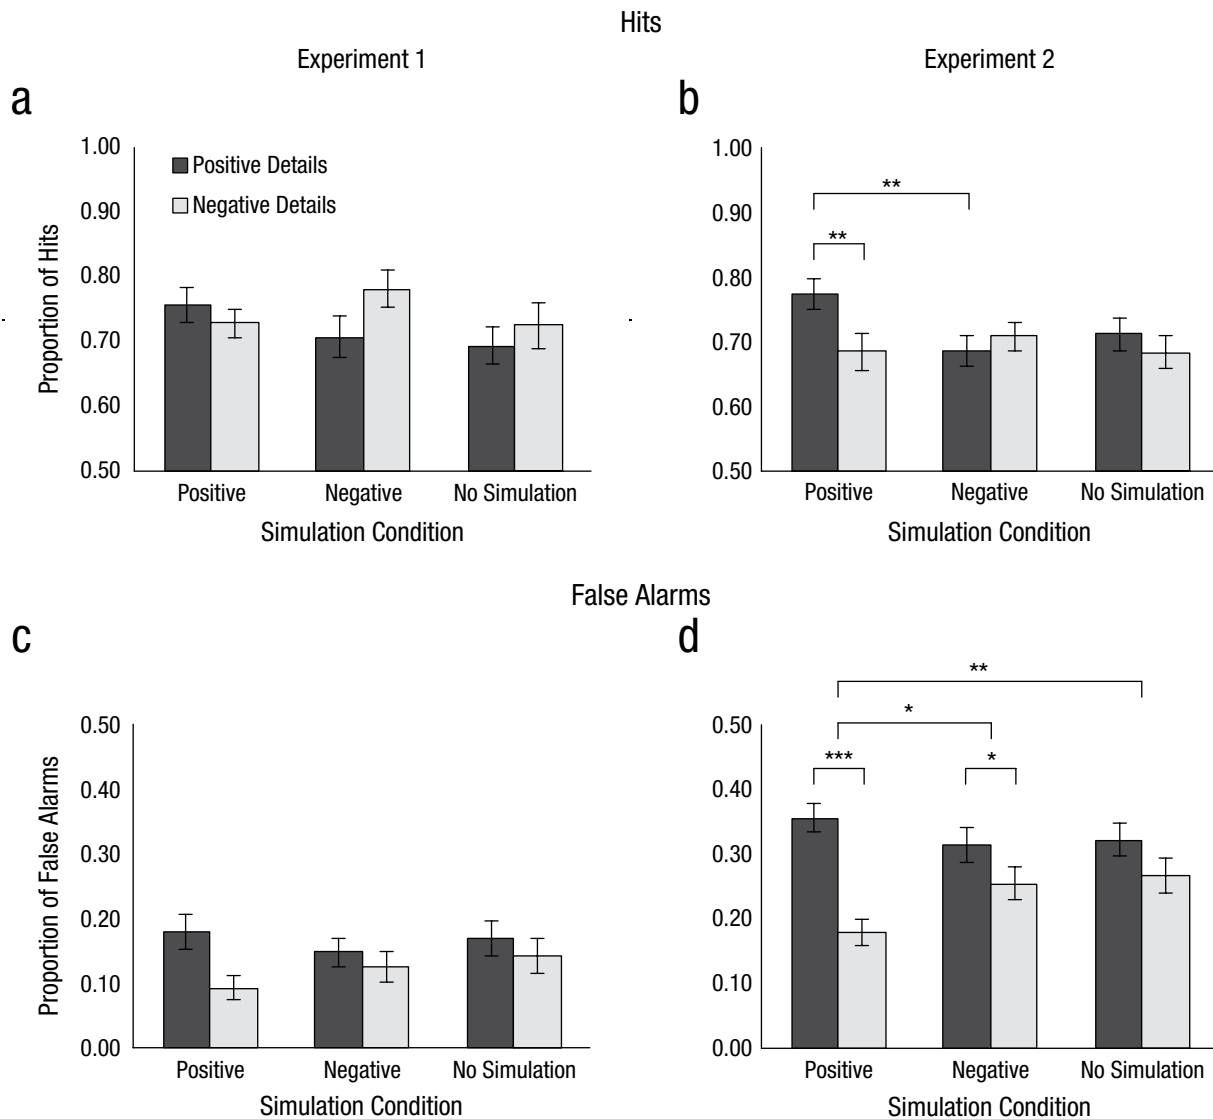 Hits
Experiment 1
Experiment 2
a
b
1.00
0.90
0.80
0.70
0.60
0.50
Proportion of Hits
Positive Details
Negative Details
Positive
Negative
No Simulation
Simulation Condition
1.00
0.90
0.80
0.70
0.60
0.50
**
**
Positive
Negative
No Simulation
Simulation Condition
False Alarms
c
d
0.50
0.40
0.30
0.20
0.10
0.00
Proportion of False Alarms
Positive
Negative
No Simulation
Simulation Condition
0.50
0.40
0.30
0.20
0.10
0.00
**
*
***
*
Positive
Negative
No Simulation
Simulation Condition